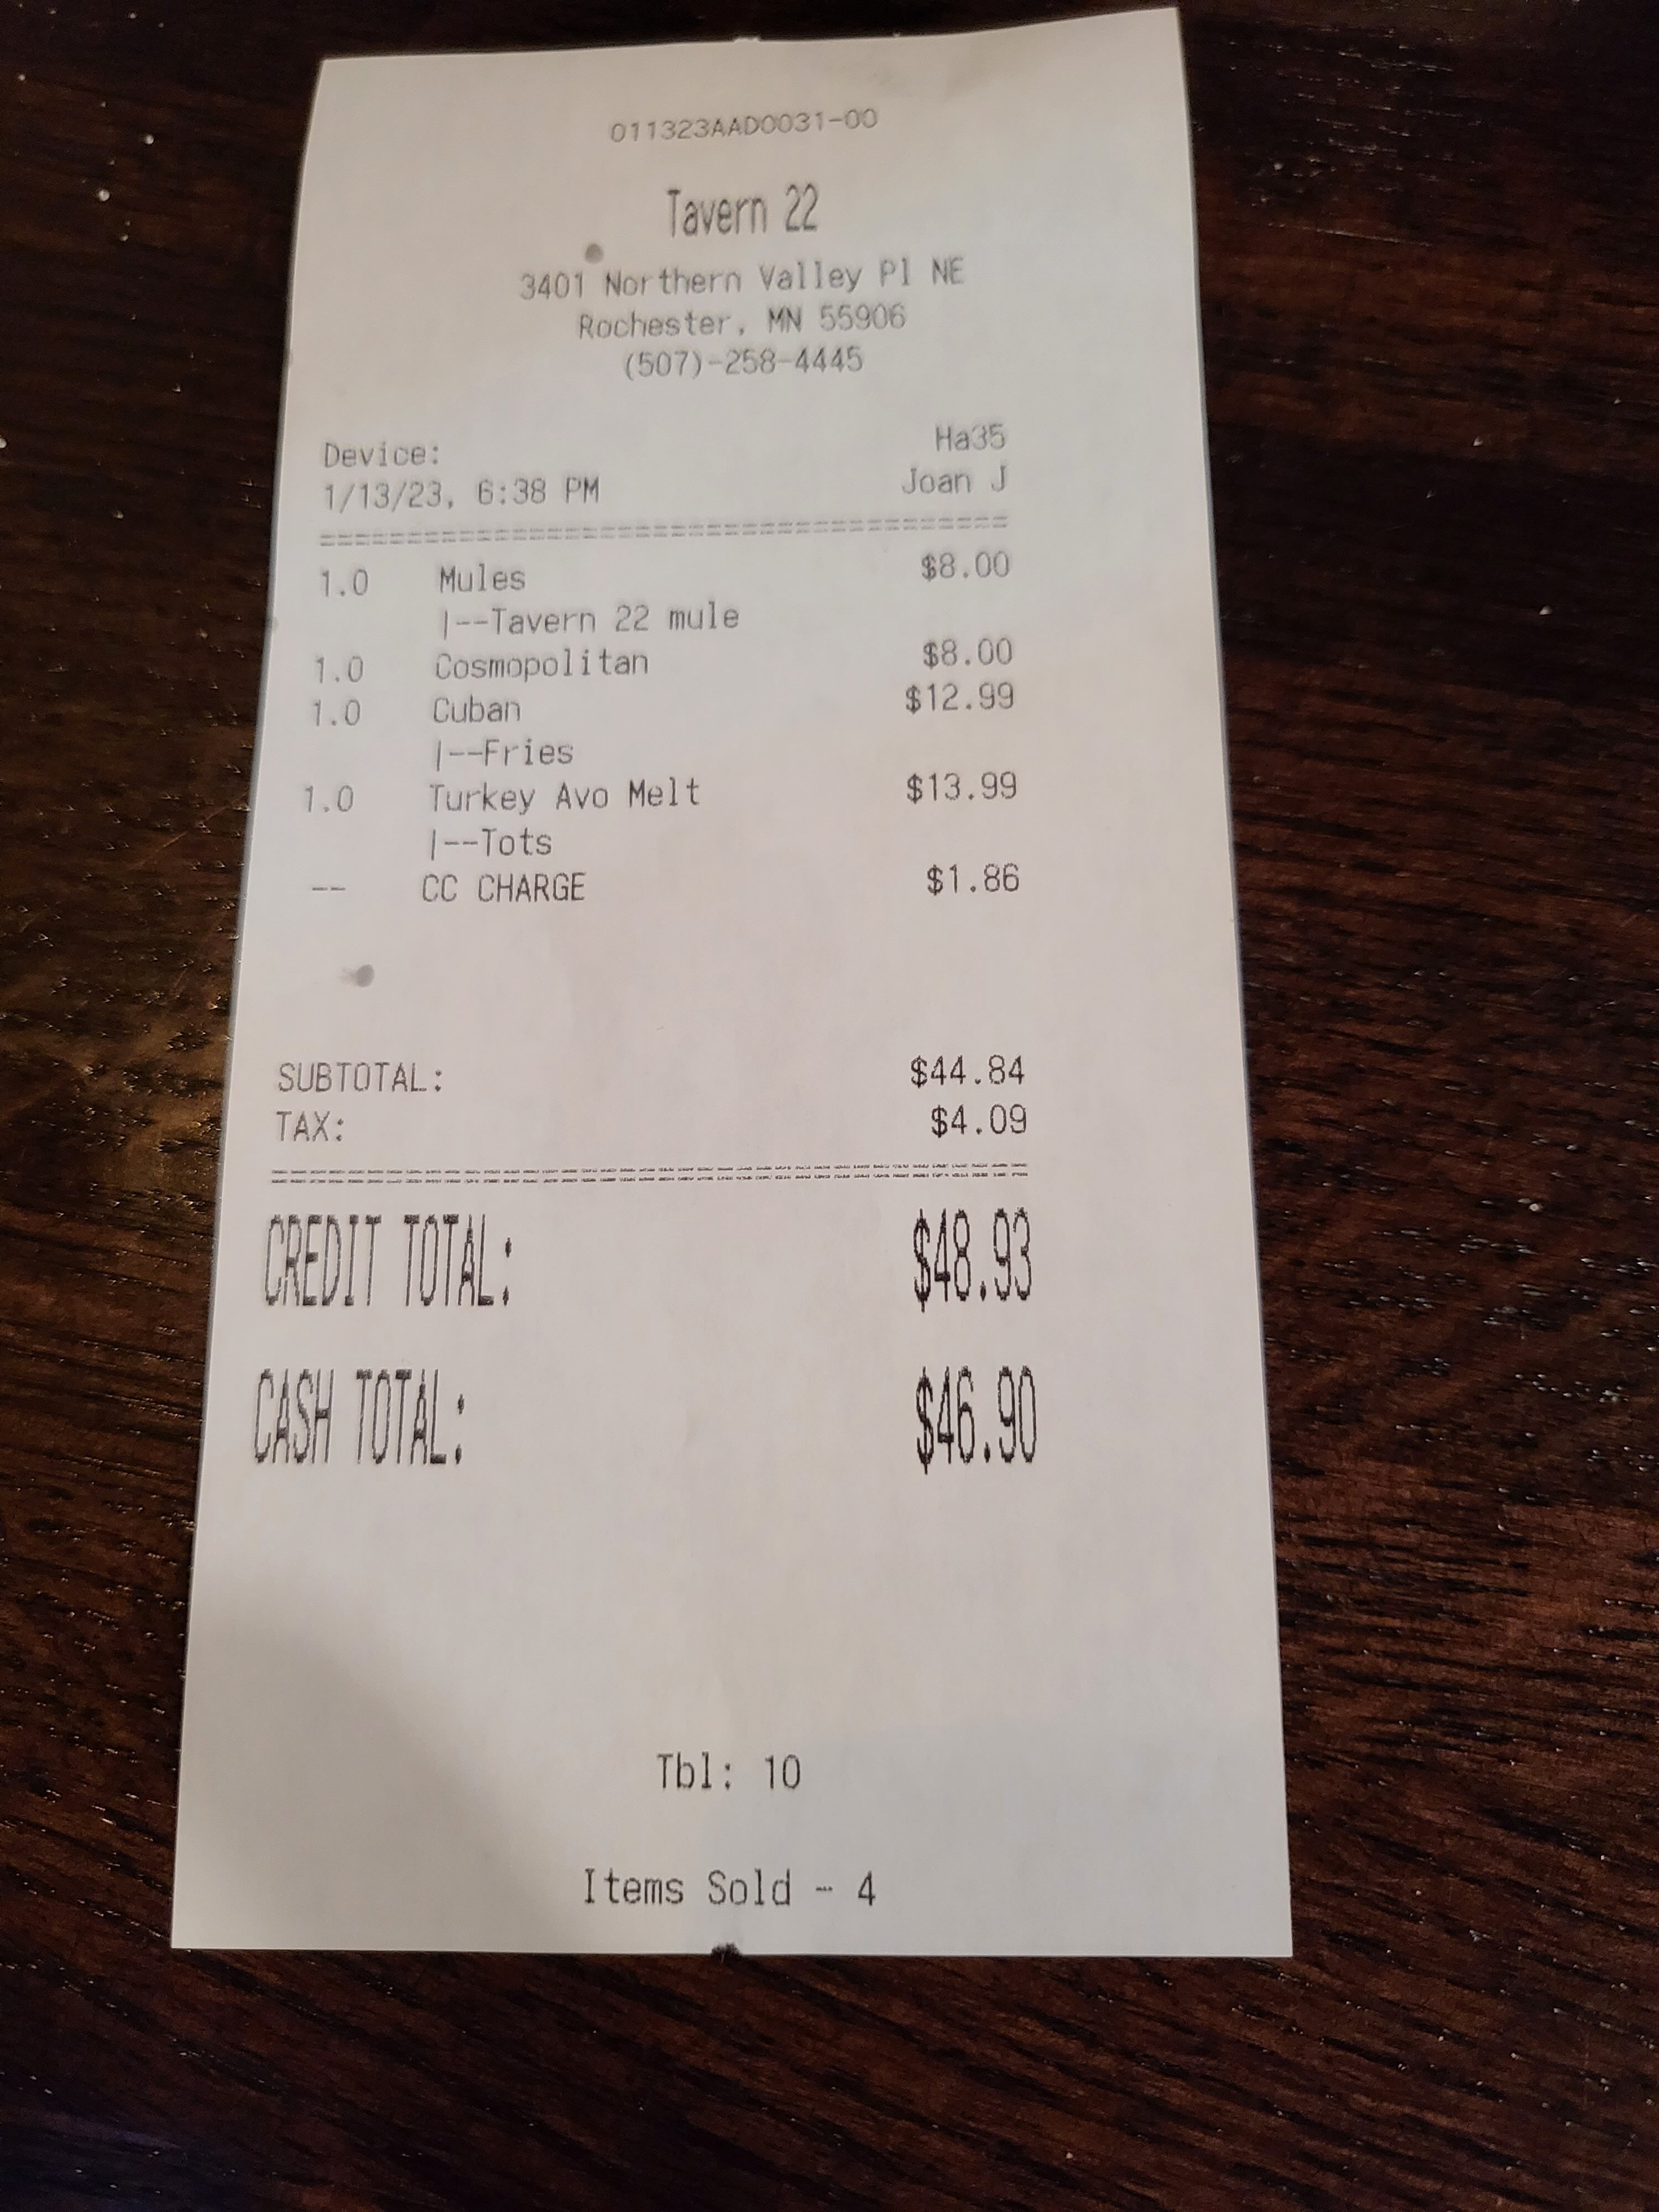 011323AAD0031-00
Tavern 22
3401 Northern Valley Pl NE
Rochester, MN 55906
(507)-258-4445
Device: Ha35
1/13/23, 6:38 PM Joan J
==========================================
1.0 Mules $8.00
|--Tavern 22 mule
1.0 Cosmopolitan $8.00
1.0 Cuban $12.99
|--Fries
1.0 Turkey Avo Melt $13.99
|--Tots
-- CC CHARGE $1.86
SUBTOTAL: $44.84
TAX: $4.09
==========================================
CREDIT TOTAL: $48.93
CASH TOTAL: $46.90
Tbl: 10
Items Sold - 4